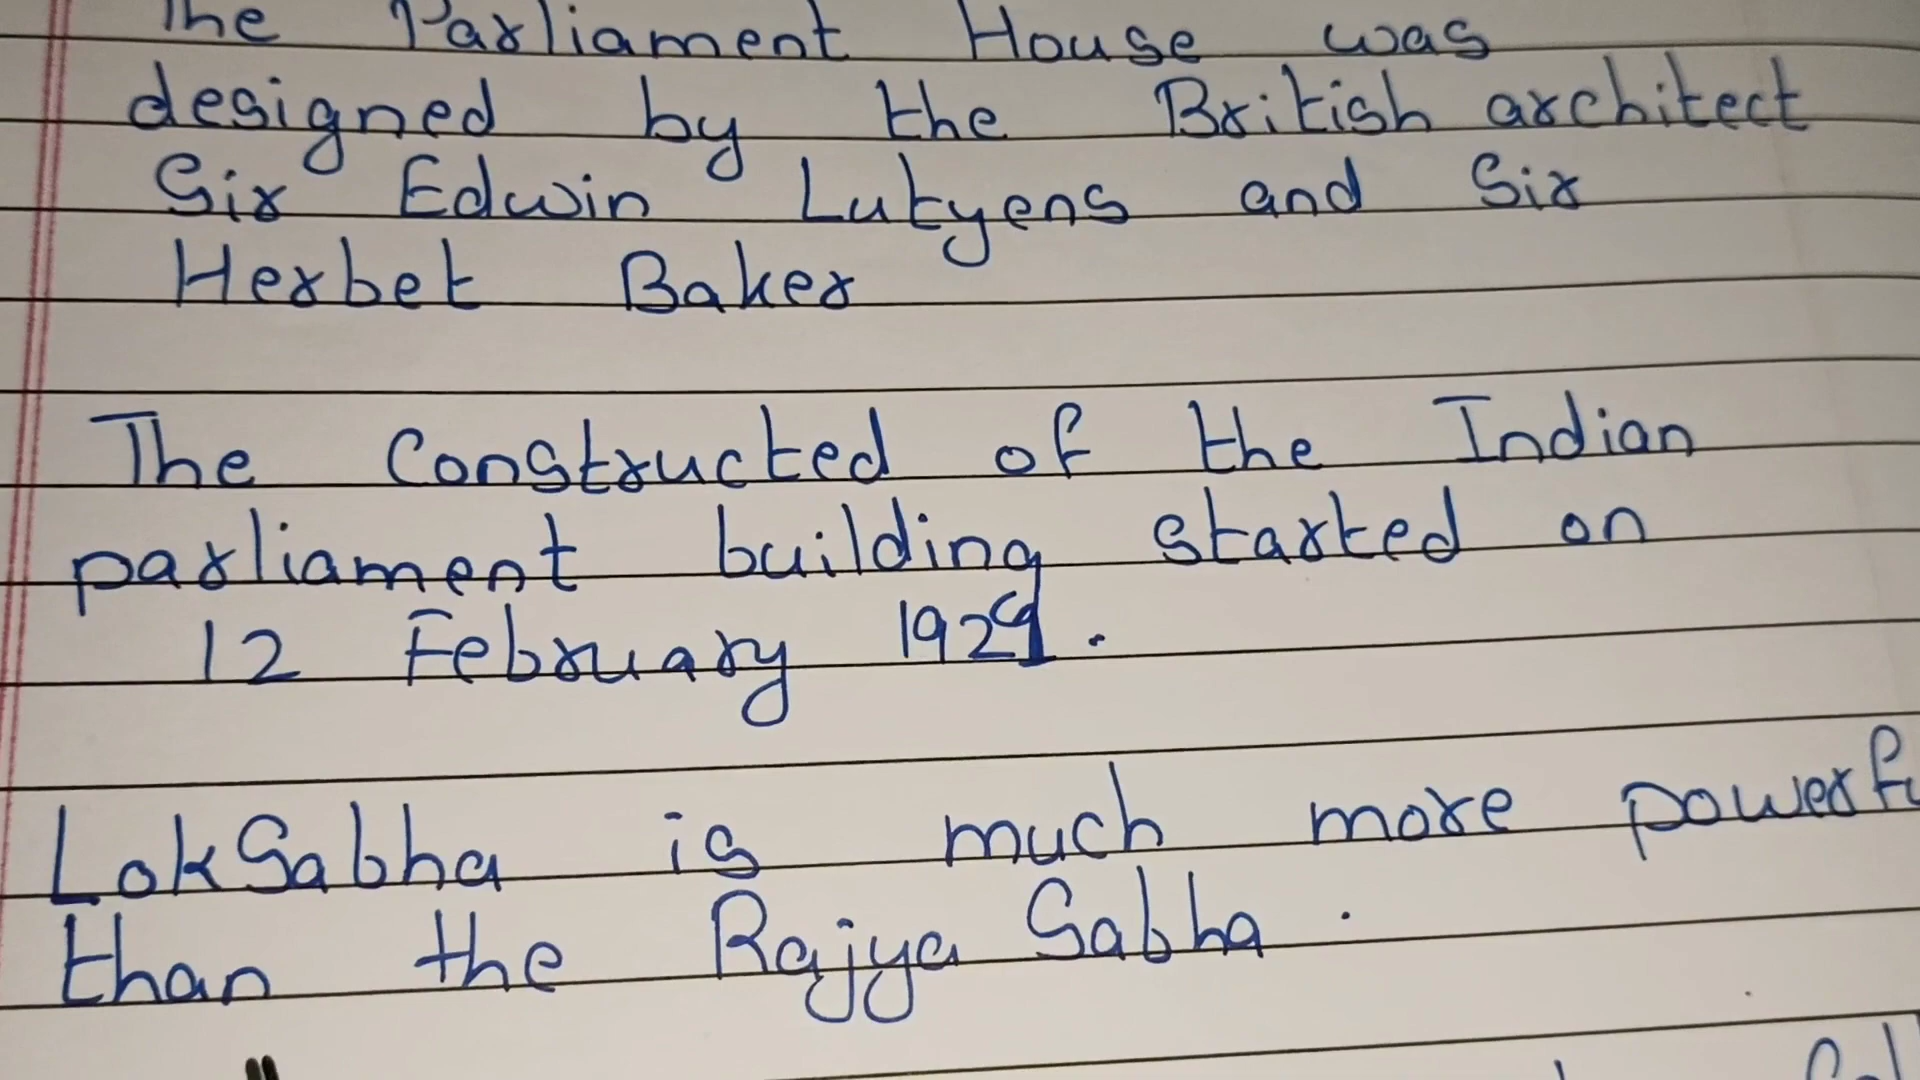 The Parliament House was
designed by the British architect
Sir Edwin Lutyens and Sir
Herbet Baker
The Constructed of the Indian
parliament building started on
12 February 1921.
LokSabha is much more powerfu
than the Rajya Sabha.